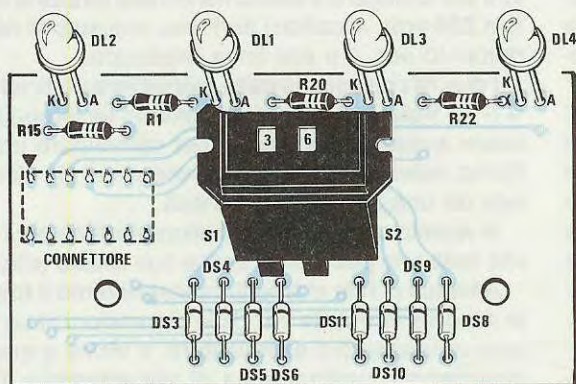 DL2 DL1 DL3 DL4
K A K A K A K A
R15 R1 R20 R22
3 6
S1 S2
CONNETTORE
DS4 DS9
DS3 DS11 DS8
DS5 DS6 DS10